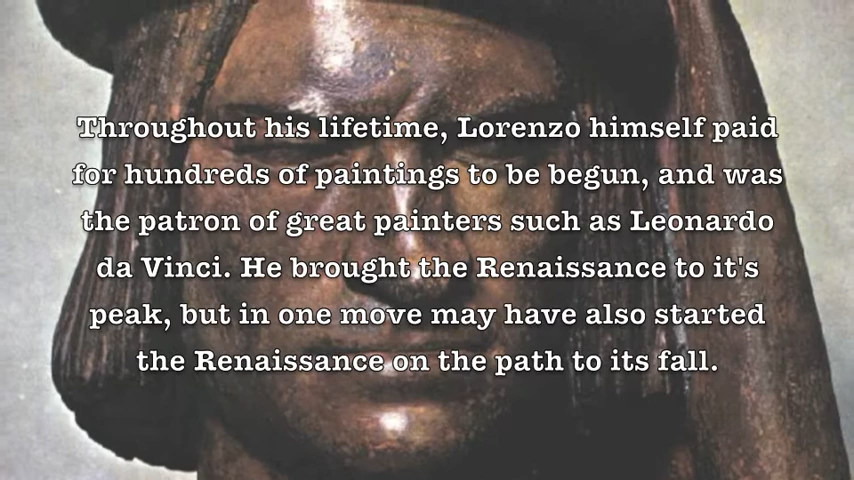 Throughout his lifetime, Lorenzo himself paid
for hundreds of paintings to be begun, and was
the patron of great painters such as Leonardo
da Vinci. He brought the Renaissance to it's
peak, but in one move may have also started
the Renaissance on the path to its fall.